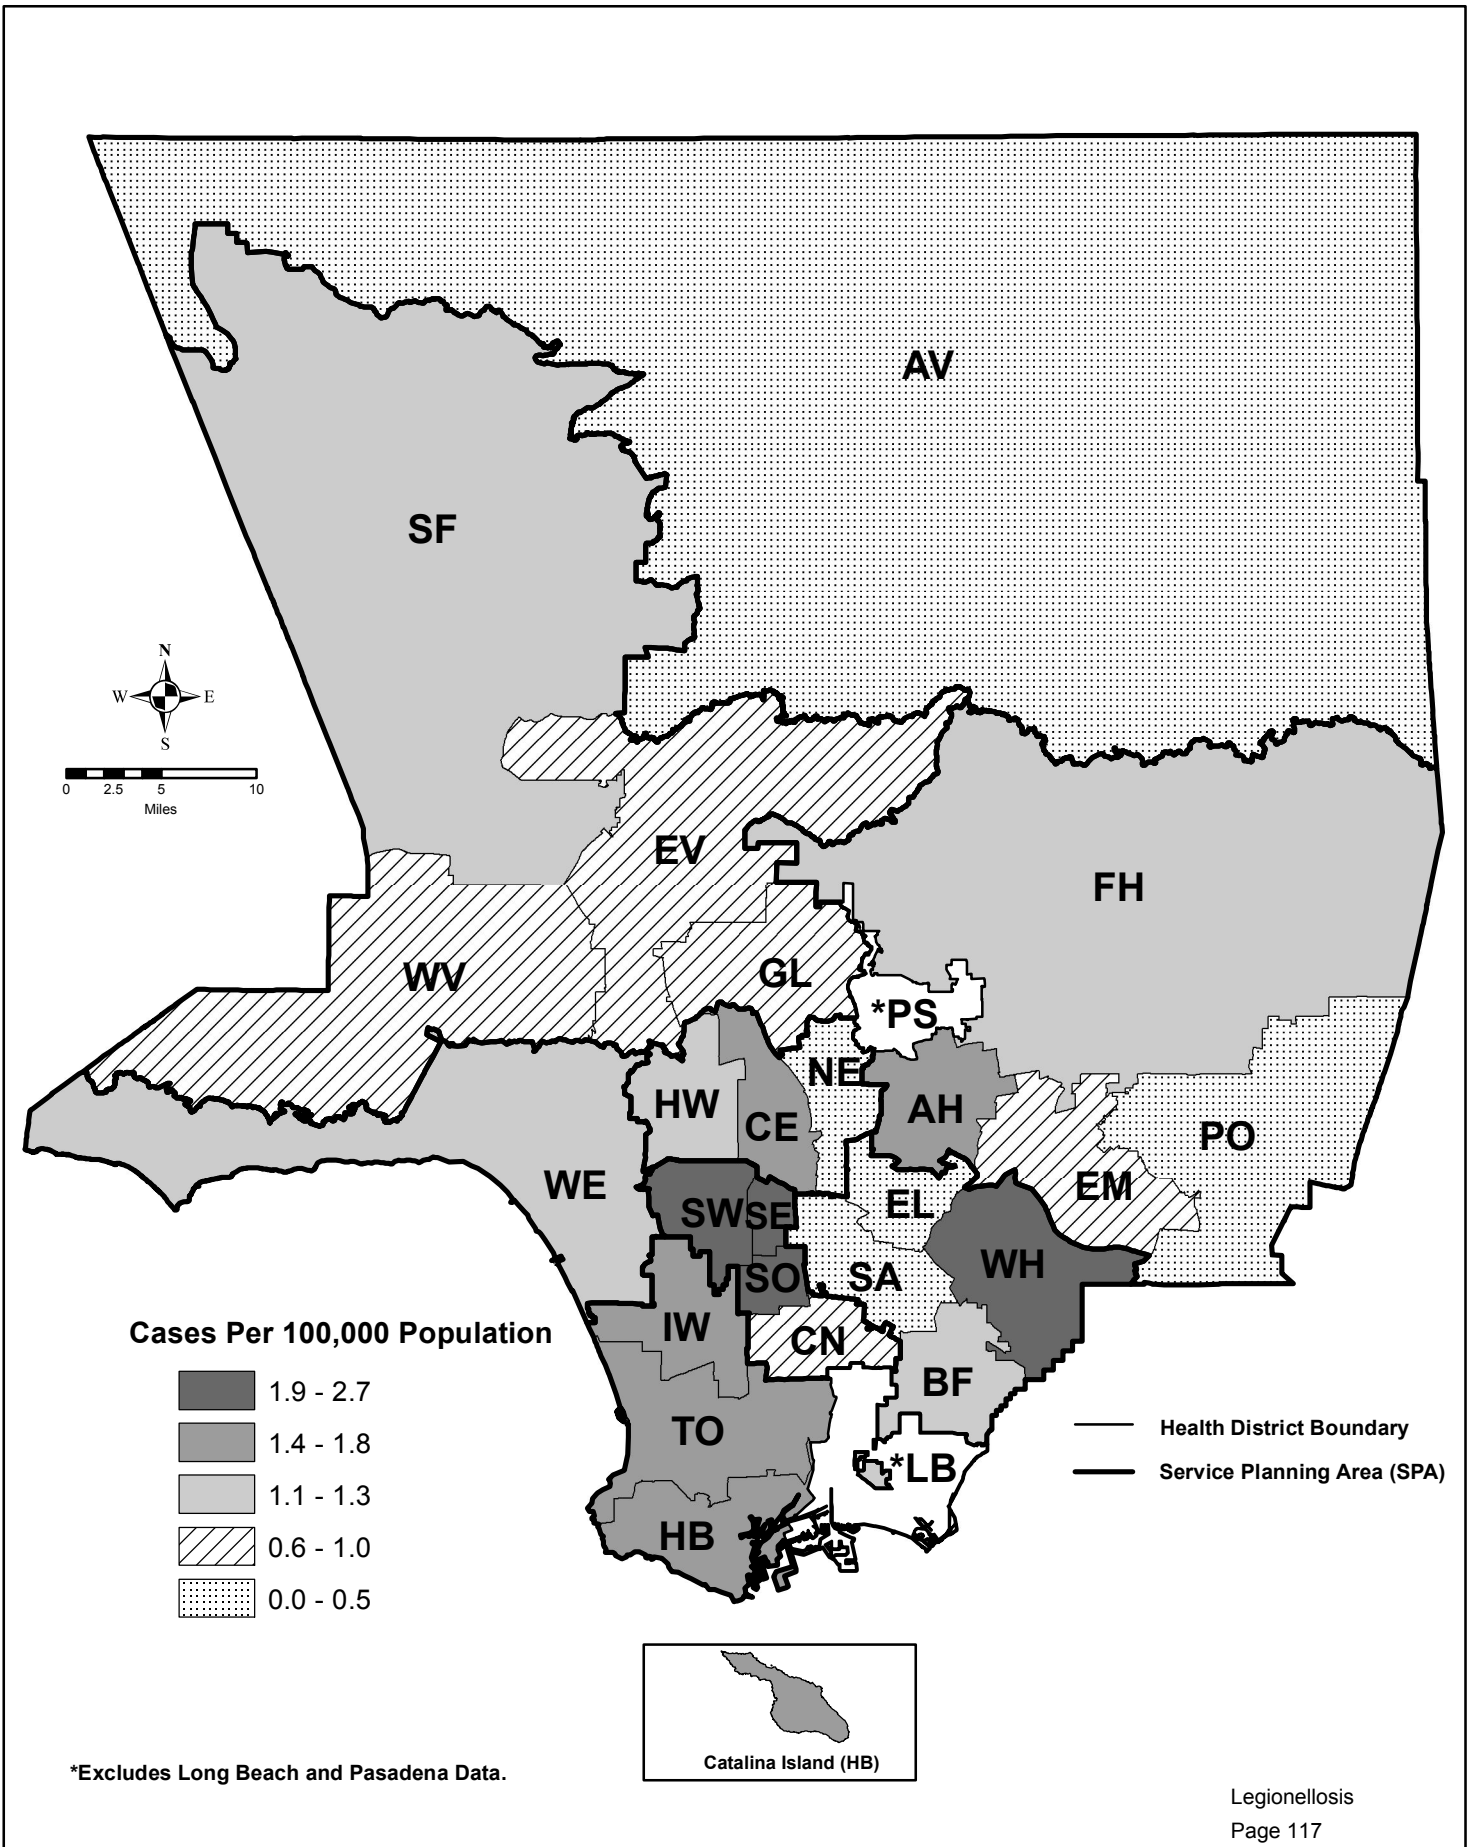 AV
SF
N
W E
S
0 2.5 5 10
Miles
EV
FH
WV
GL
*PS
NE
HW
AH
CE
PO
WE
EM
EL
SW
SE
WH
SO
SA
IW
CN
BF
TO
*LB
HB
Cases Per 100,000 Population
1.9 - 2.7
1.4 - 1.8
1.1 - 1.3
0.6 - 1.0
0.0 - 0.5
Health District Boundary
Service Planning Area (SPA)
Catalina Island (HB)
*Excludes Long Beach and Pasadena Data.
Legionellosis
Page 117